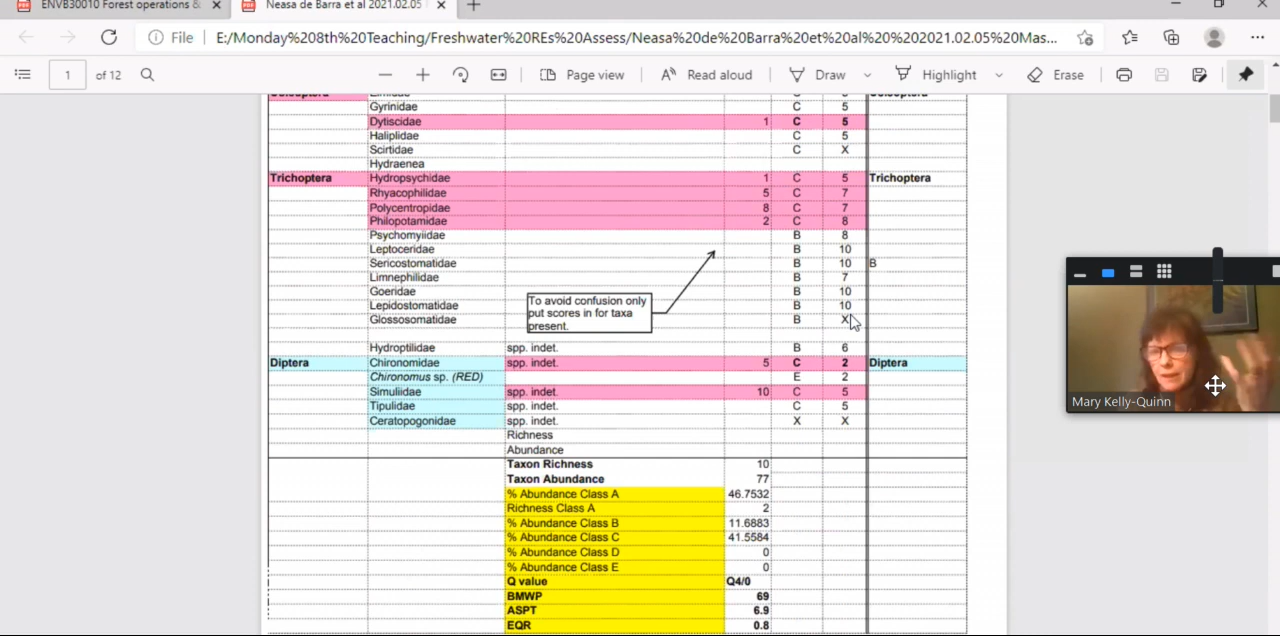 ENVB30010 Forest operations &
Neasa de Barra et al 2021.02.05
File E:/Monday%208th%20Teaching/Freshwater%20REs%20Assess/Neasa%20de%20Barra%20et%20al%20%202021.02.05%20Mas...
1 of 12 Page view Read aloud Draw Highlight Erase
C 5
Gyrinidae C 5
Dytiscidae 1 C 5
Haliplidae C 5
Scirtidae C X
Hydraenea
Trichoptera Hydropsychidae 1 C 5 Trichoptera
Rhyacophilidae 5 C 7
Polycentropidae 8 C 7
Philopotamidae 2 C 8
Psychomyiidae B 8
Leptoceridae B 10
Sericostomatidae B 10 B
Limnephilidae B 7
Goeridae B 10
Lepidostomatidae B 10
Glossosomatidae B X
To avoid confusion only
put scores in for taxa
present.
Hydroptilidae spp. indet. B 6
Diptera Chironomidae spp. indet. 5 C 2 Diptera
Chironomus sp. (RED) E 2
Simuliidae spp. indet. 10 C 5
Tipulidae spp. indet. C 5
Ceratopogonidae spp. indet. X X
Richness
Abundance
Taxon Richness 10
Taxon Abundance 77
% Abundance Class A 46.7532
Richness Class A 2
% Abundance Class B 11.6883
% Abundance Class C 41.5584
% Abundance Class D 0
% Abundance Class E 0
Q value Q4/0
BMWP 69
ASPT 6.9
EQR 0.8
Mary Kelly-Quinn